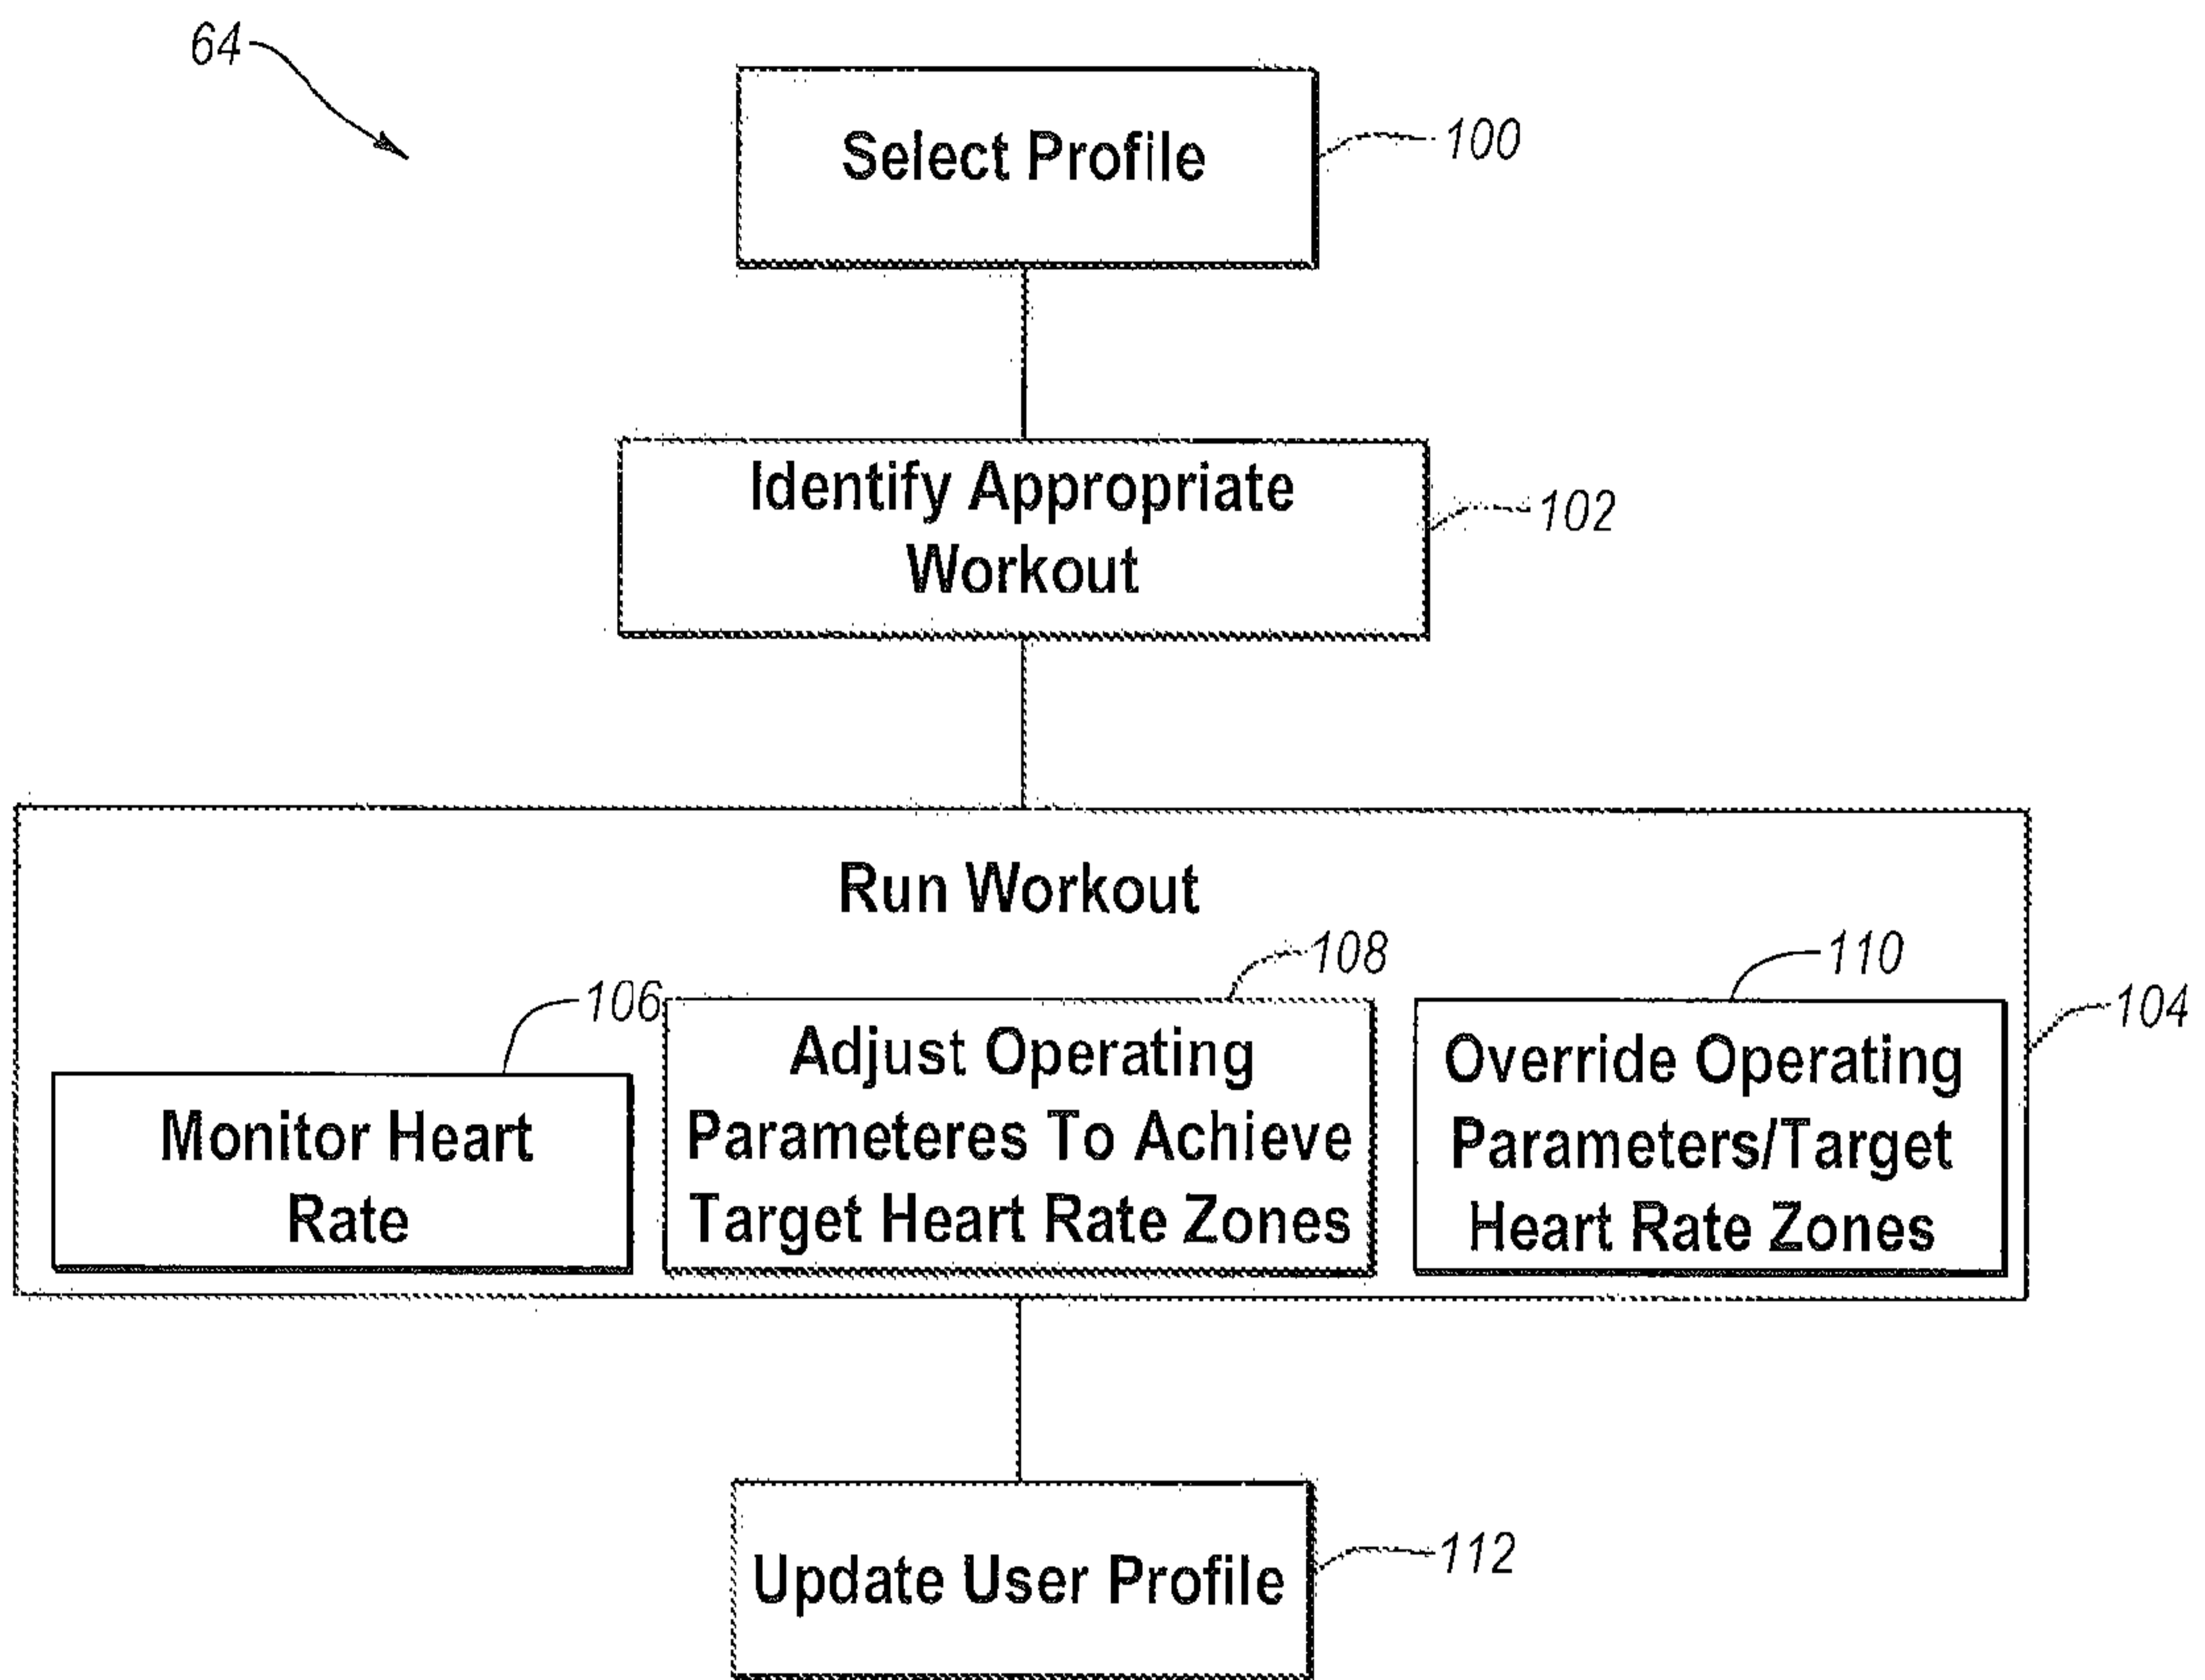 64
Select Profile
100
Identify Appropriate
Workout
102
Run Workout
104
106
Monitor Heart
Rate
108
Adjust Operating
Parameteres To Achieve
Target Heart Rate Zones
110
Override Operating
Parameters/Target
Heart Rate Zones
Update User Profile
112